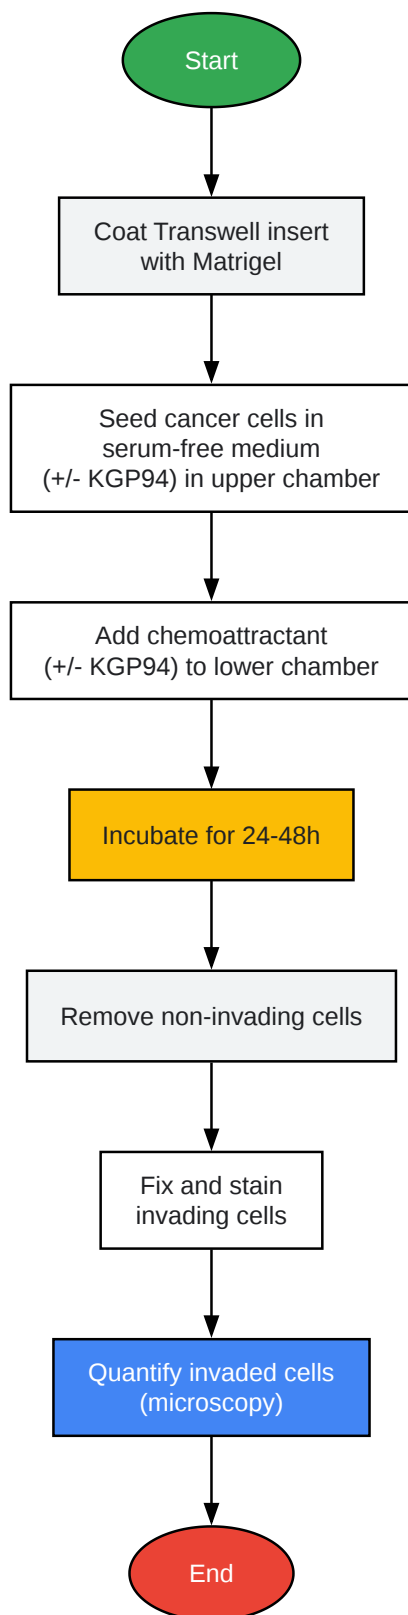 Start
Coat Transwell insert
with Matrigel
Seed cancer cells in
serum-free medium
(+/- KGP94) in upper chamber
Add chemoattractant
(+/- KGP94) to lower chamber
Incubate for 24-48h
Remove non-invading cells
Fix and stain
invading cells
Quantify invaded cells
(microscopy)
End